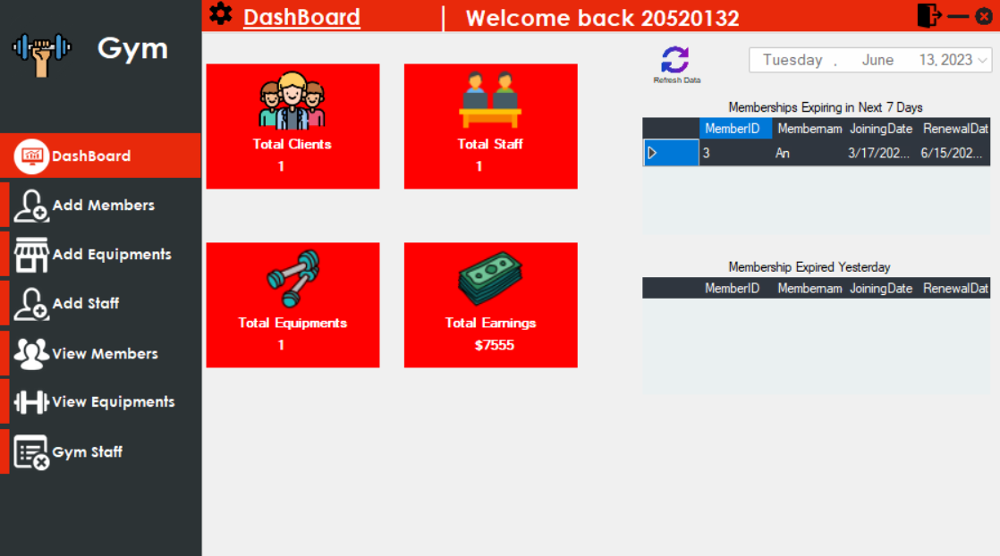 Gym
DashBoard
Add Members
Add Equipments
Add Staff
View Members
View Equipments
Gym Staff
DashBoard
Welcome back 20520132
Total Clients
1
Total Staff
1
Total Equipments
1
Total Earnings
$7555
Refresh Data
Tuesday , June 13, 2023
Memberships Expiring in Next 7 Days
MemberID Membernam JoiningDate RenewalDat
3 An 3/17/202... 6/15/202...
Membership Expired Yesterday
MemberID Membernam JoiningDate RenewalDat